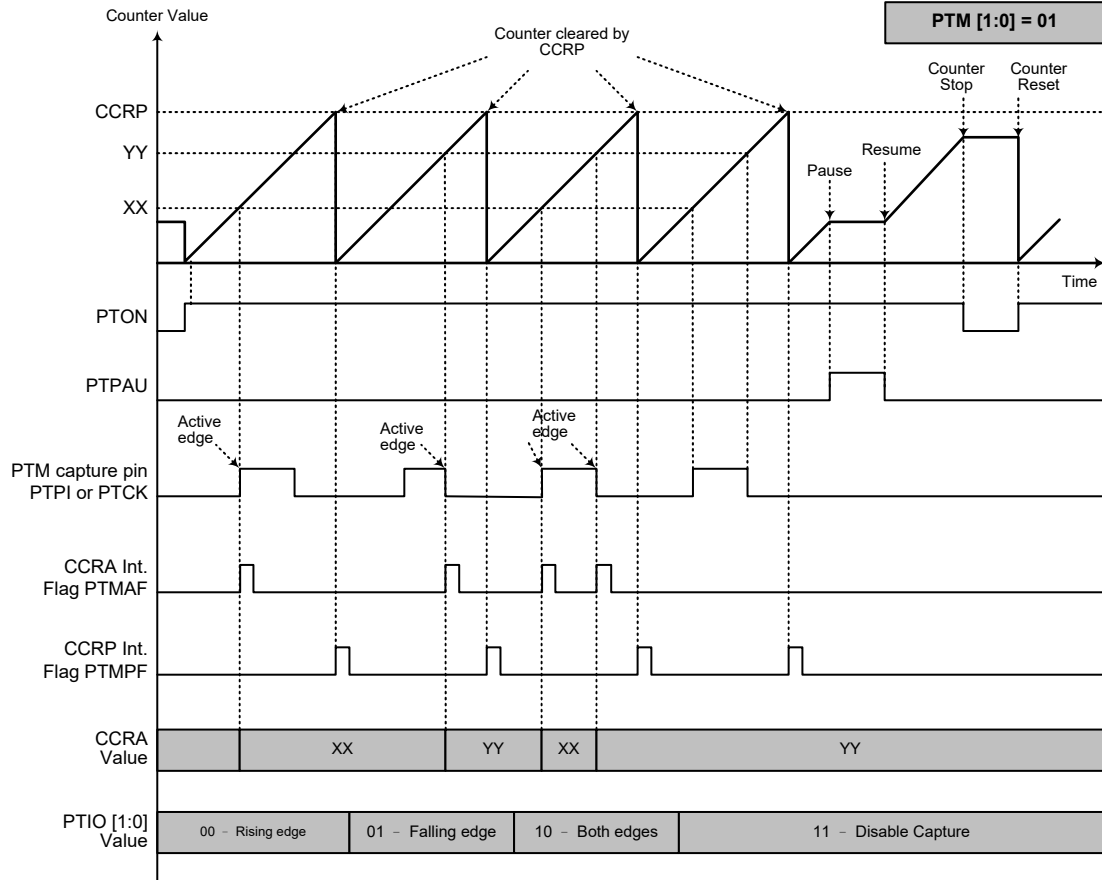 Counter Value
PTM [1:0] = 01
Counter cleared by
CCRP
Counter
Stop
Counter
Reset
CCRP
YY
XX
Pause
Resume
Time
PTON
PTPAU
Active
edge
Active
edge
Active
edge
PTM capture pin
PTPI or PTCK
CCRA Int.
Flag PTMAF
CCRP Int.
Flag PTMPF
CCRA
Value
XX
YY
XX
YY
PTIO [1:0]
Value
00 – Rising edge
01 – Falling edge
10 – Both edges
11 – Disable Capture